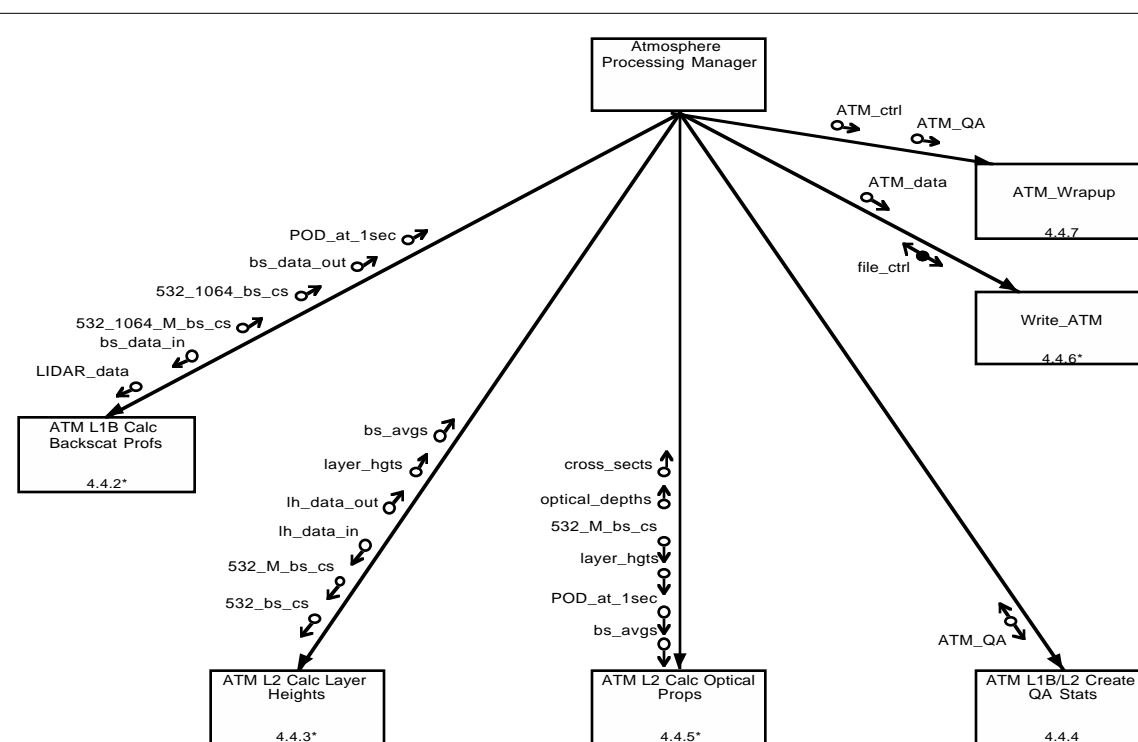 Atmosphere
Processing Manager
ATM_ctrl
ATM_QA
ATM_data
file_ctrl
ATM_Wrapup
4.4.7
Write_ATM
4.4.6*
POD_at_1sec
bs_data_out
532_1064_bs_cs
532_1064_M_bs_cs
bs_data_in
LIDAR_data
ATM L1B Calc
Backscat Profs
4.4.2*
bs_avgs
layer_hgts
lh_data_out
lh_data_in
532_M_bs_cs
532_bs_cs
cross_sects
optical_depths
532_M_bs_cs
layer_hgts
POD_at_1sec
bs_avgs
ATM_QA
ATM L2 Calc Layer
Heights
4.4.3*
ATM L2 Calc Optical
Props
4.4.5*
ATM L1B/L2 Create
QA Stats
4.4.4